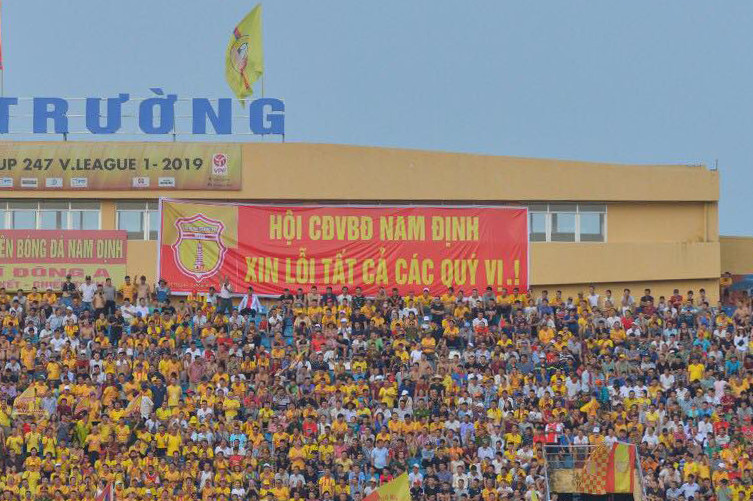 TRƯỜNG
UP 247 V.LEAGUE 1- 2019
VPF
HỘI CĐVBĐ NAM ĐỊNH
XIN LỖI TẤT CẢ CÁC QUÝ VỊ.!
ÊN BÓNG ĐÁ NAM ĐỊNH
ĐÔNG Á